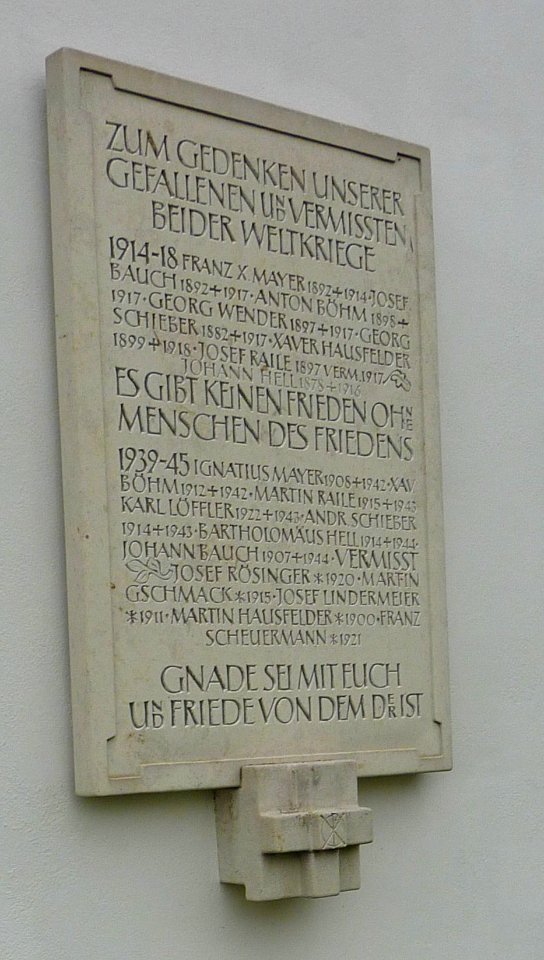 ZUM GEDENKEN UNSERER
GEFALLENEN UND VERMISSTEN
BEIDER WELTKRIEGE
1914-18 FRANZ X MAYER 1892+1914·JOSEF
BAUCH 1892+1917·ANTON BÖHM 1898+
1917·GEORG WENDER 1897+1917·GEORG
SCHIEBER 1882+1917·XAVER HAUSFELDER
1899+1918·JOSEF RAILE 1897 VERM.1917
JOHANN HELL 1878+1916
ES GIBT KEINEN FRIEDEN OHNE
MENSCHEN DES FRIEDENS
1939-45 IGNATIUS MAYER 1908+1942·XAV
BÖHM 1912+1942·MARTIN RAILE 1915+1943
KARL LÖFFLER 1922+1943·ANDR SCHIEBER
1914+1943·BARTHOLOMÄUS HELL 1914+1944·
JOHANN BAUCH 1907+1944·VERMISST
JOSEF RÖSINGER *1920·MARTIN
GSCHMACK *1915·JOSEF LINDERMEIER
*1911·MARTIN HAUSFELDER *1900·FRANZ
SCHEUERMANN *1921
GNADE SEI MIT EUCH
UND FRIEDE VON DEM DER IST